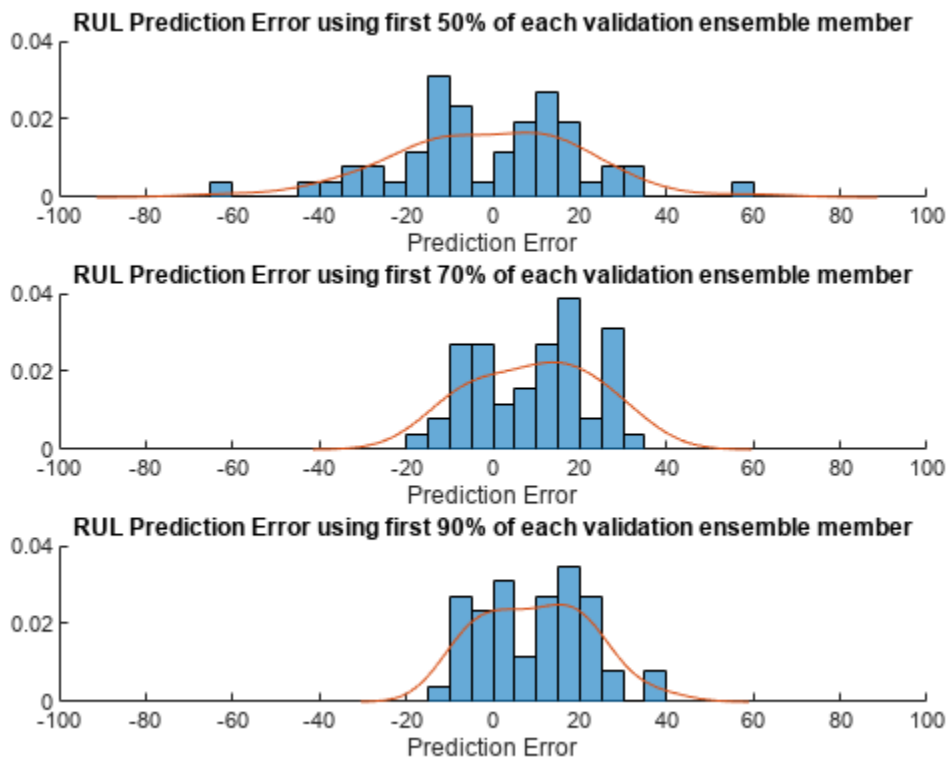 RUL Prediction Error using first 50% of each validation ensemble member
0.04
0.02
0
-100 -80 -60 -40 -20 0 20 40 60 80 100
Prediction Error
RUL Prediction Error using first 70% of each validation ensemble member
0.04
0.02
0
-100 -80 -60 -40 -20 0 20 40 60 80 100
Prediction Error
RUL Prediction Error using first 90% of each validation ensemble member
0.04
0.02
0
-100 -80 -60 -40 -20 0 20 40 60 80 100
Prediction Error